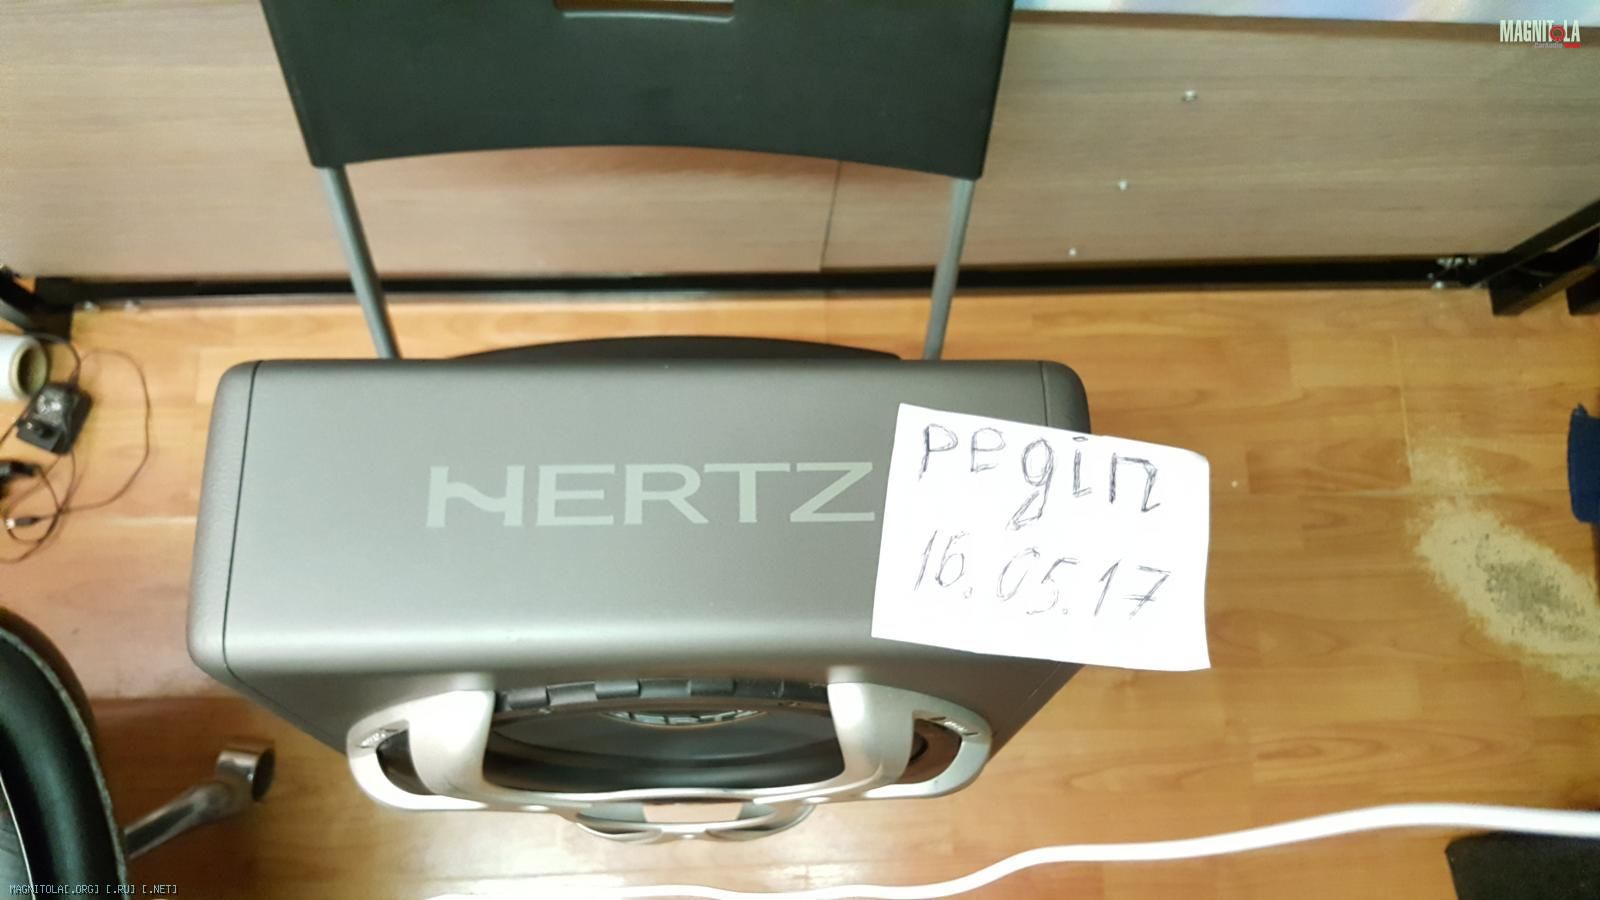 MAGNITOLA
HERTZ
pegin
16.05.17
MAGNITOLA[.ORG] [.RU] [.NET]